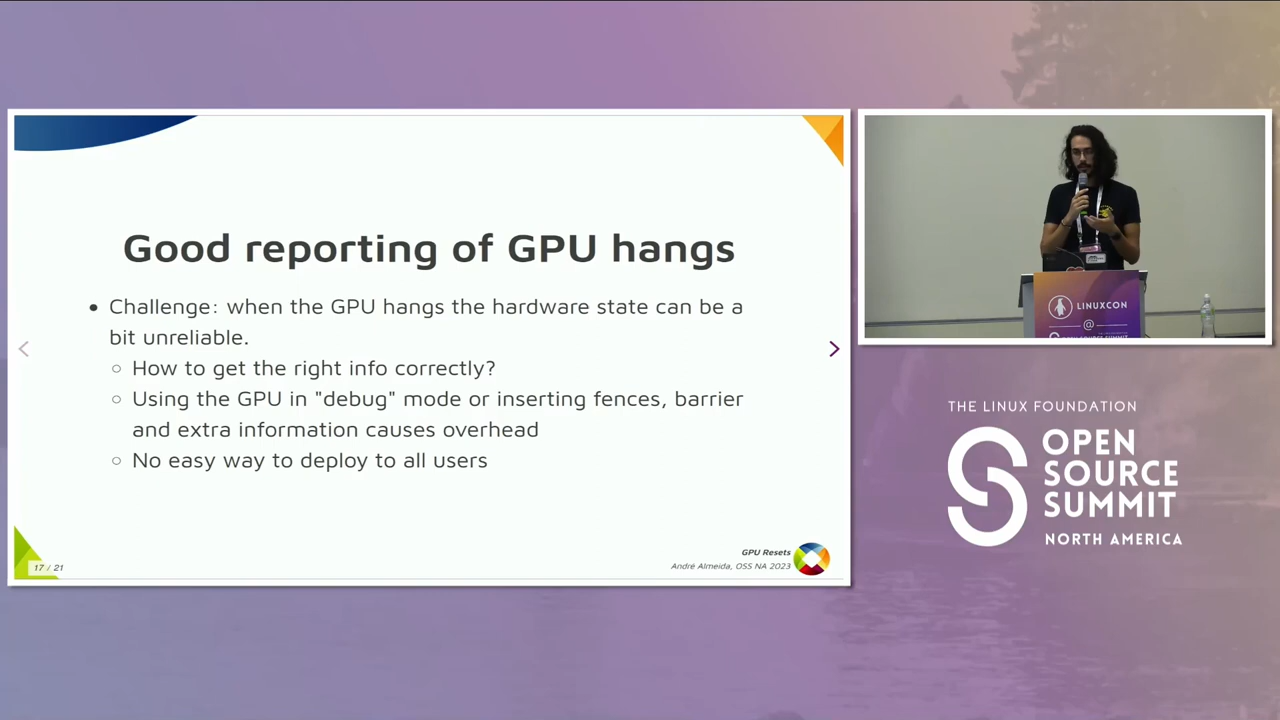 Good reporting of GPU hangs
• Challenge: when the GPU hangs the hardware state can be a
bit unreliable.
○ How to get the right info correctly?
○ Using the GPU in "debug" mode or inserting fences, barrier
and extra information causes overhead
○ No easy way to deploy to all users
17 / 21
GPU Resets
André Almeida, OSS NA 2023
LINUXCON
@
THE LINUX FOUNDATION
OPEN
SOURCE
SUMMIT
NORTH AMERICA